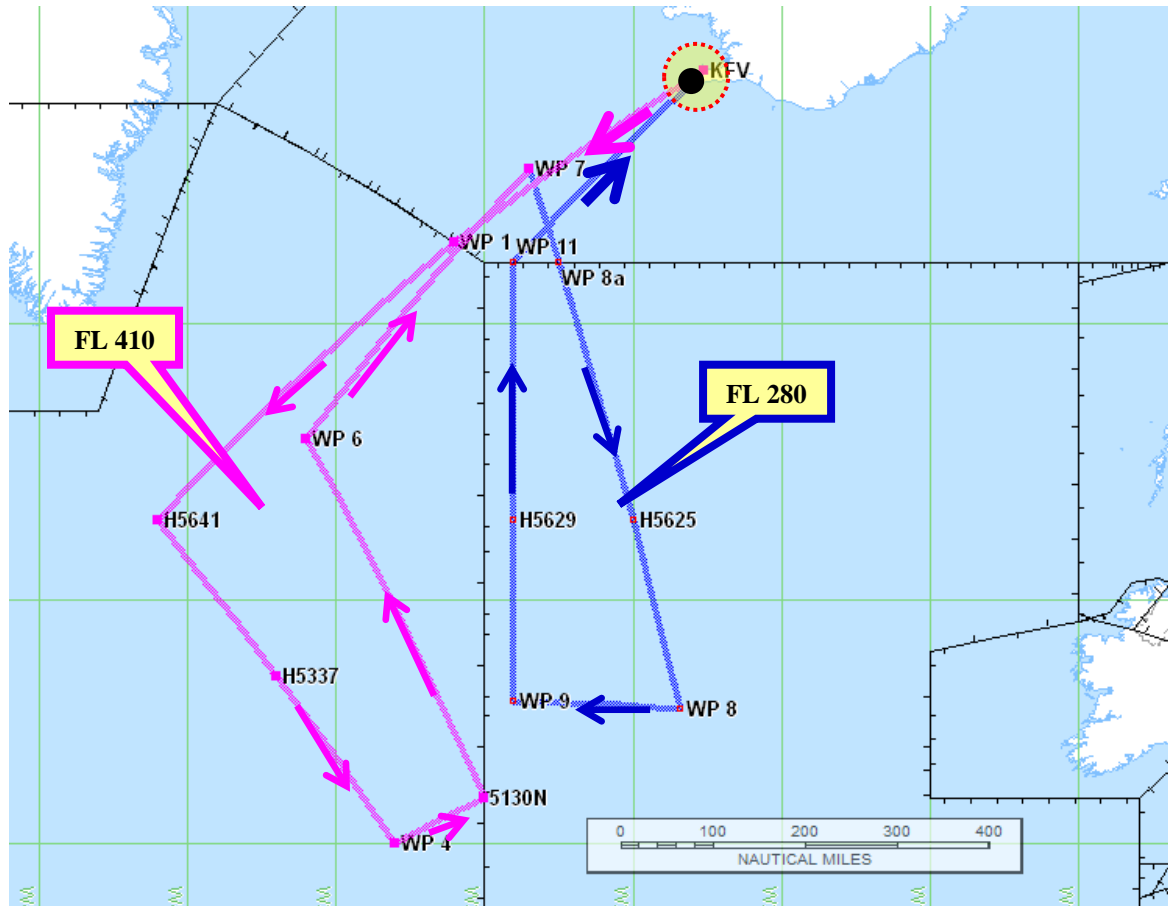 KFV
WP 7
WP 1
WP 11
WP 8a
FL 410
FL 280
WP 6
H5641
H5629
H5625
H5337
WP 9
WP 8
5130N
WP 4
0 100 200 300 400
NAUTICAL MILES
W W W W W W W W